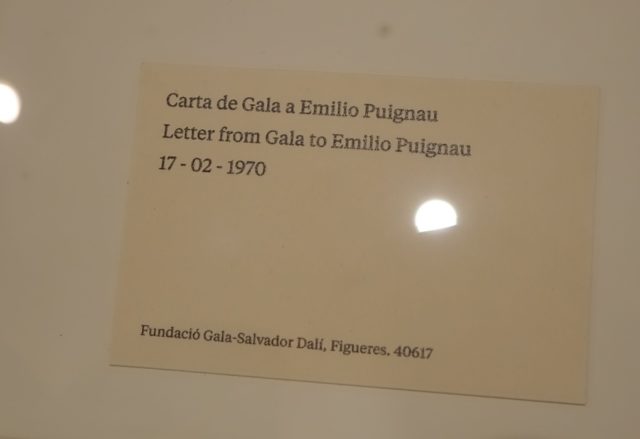 Carta de Gala a Emilio Puignau
Letter from Gala to Emilio Puignau
17 - 02 - 1970
Fundació Gala-Salvador Dalí, Figueres. 40617